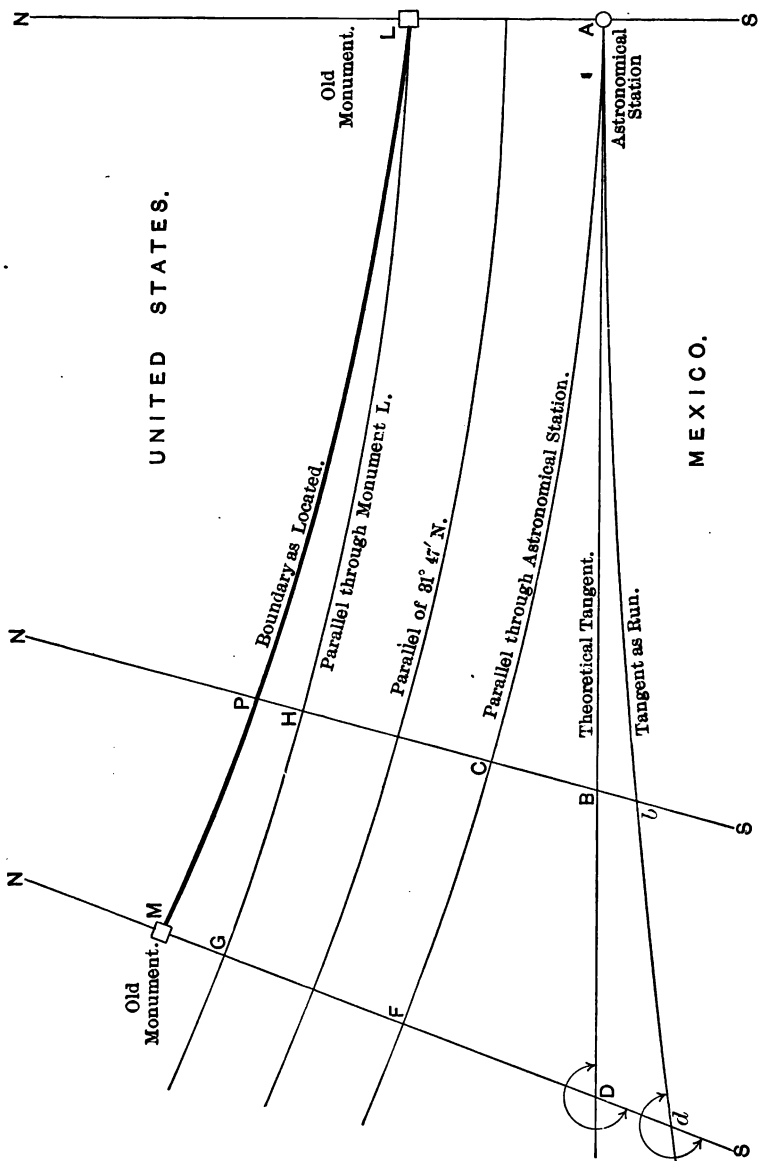 N
N
N
UNITED STATES.
Old
Monument.
L
Old
Monument.
M
P
G
H
F
C
A
B
D
b
d
Astronomical
Station
Boundary as Located.
Parallel through Monument L.
Parallel of 31° 47′ N.
Parallel through Astronomical Station.
Theoretical Tangent.
Tangent as Run.
MEXICO.
S
S
S